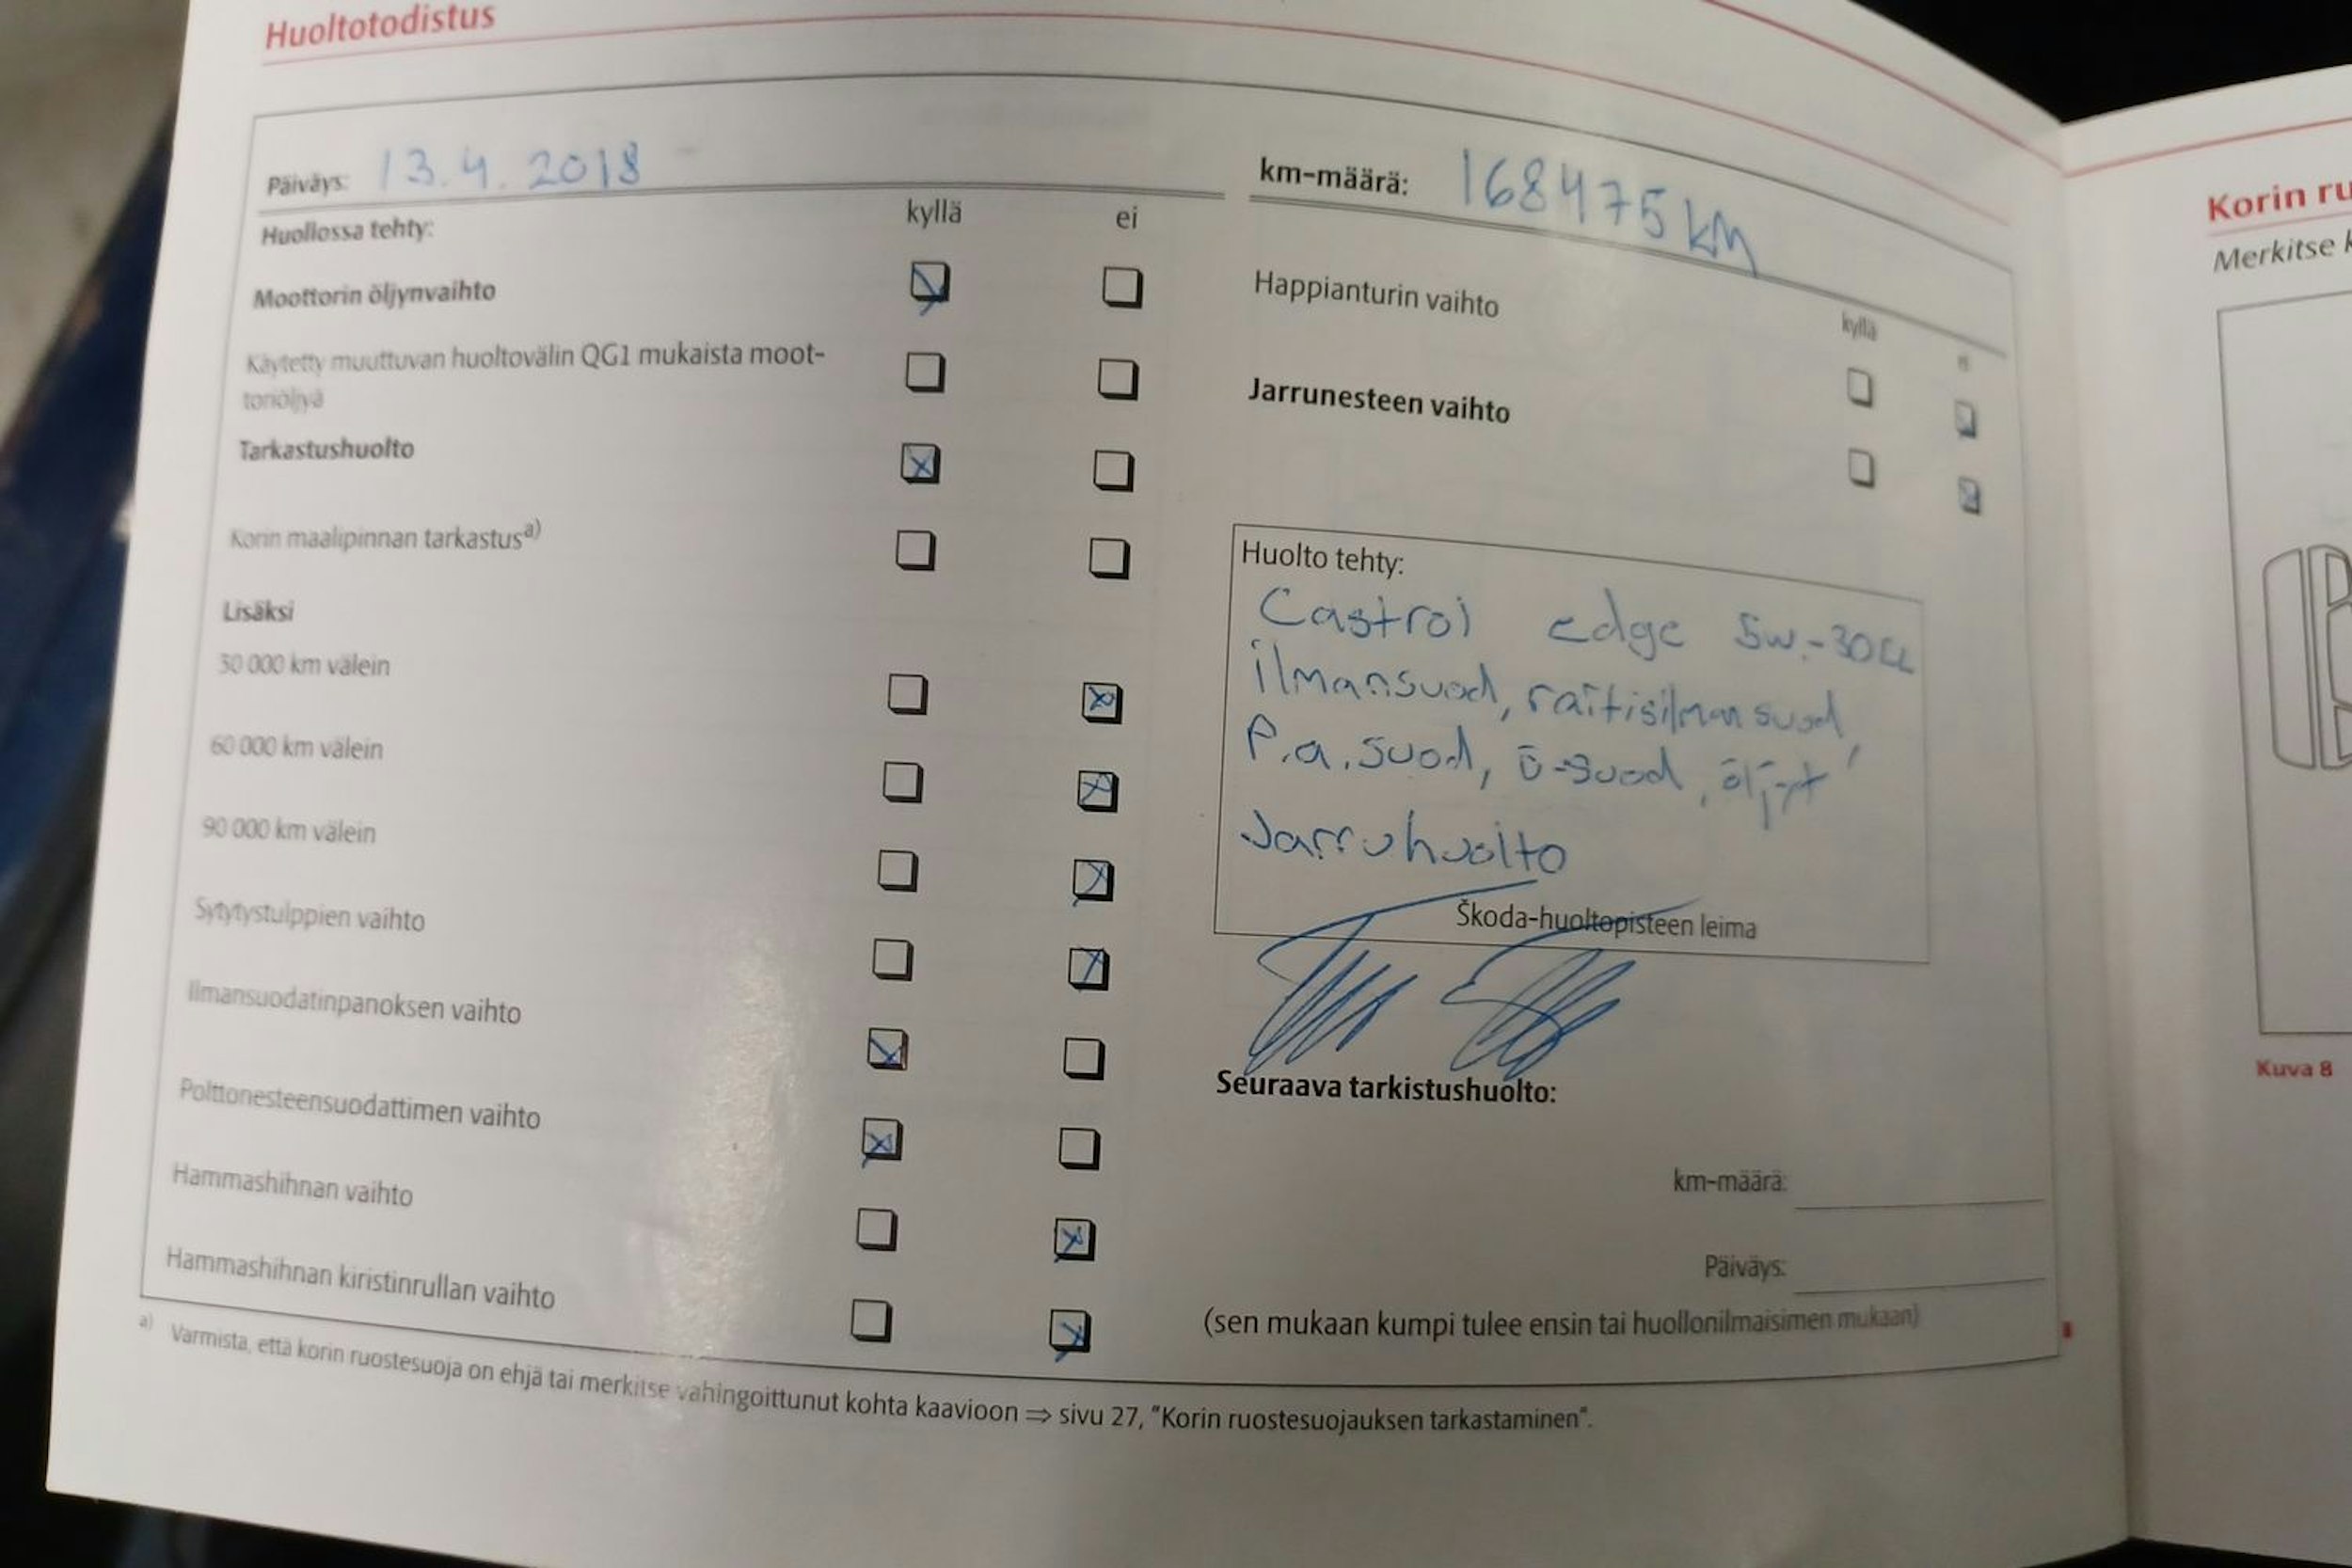 Huoltotodistus
Päiväys: 13.4.2018
Huollossa tehty: kyllä ei
Moottorin öljynvaihto
Käytetty muuttuvan huoltovälin QG1 mukaista moot-
toriöljyä
Tarkastushuolto
Korin maalipinnan tarkastus a)
Lisäksi
30 000 km välein
60 000 km välein
90 000 km välein
Sytytystulppien vaihto
Ilmansuodatinpanoksen vaihto
Polttonesteensuodattimen vaihto
Hammashihnan vaihto
Hammashihnan kiristinrullan vaihto
km-määrä: 168475 km
kyllä ei
Happianturin vaihto
Jarrunesteen vaihto
Huolto tehty:
Castrol edge 5w-30 LL
ilmansuod, raitisilmansuod,
P.a.suod, ö-suod, öljyt
Jarruhuolto
Škoda-huoltopisteen leima
Seuraava tarkistushuolto:
km-määrä:
Päiväys:
(sen mukaan kumpi tulee ensin tai huollonilmaisimen mukaan)
a) Varmista, että korin ruostesuoja on ehjä tai merkitse vahingoittunut kohta kaavioon ⇒ sivu 27, "Korin ruostesuojauksen tarkastaminen".
Korin ru
Merkitse k
Kuva 8